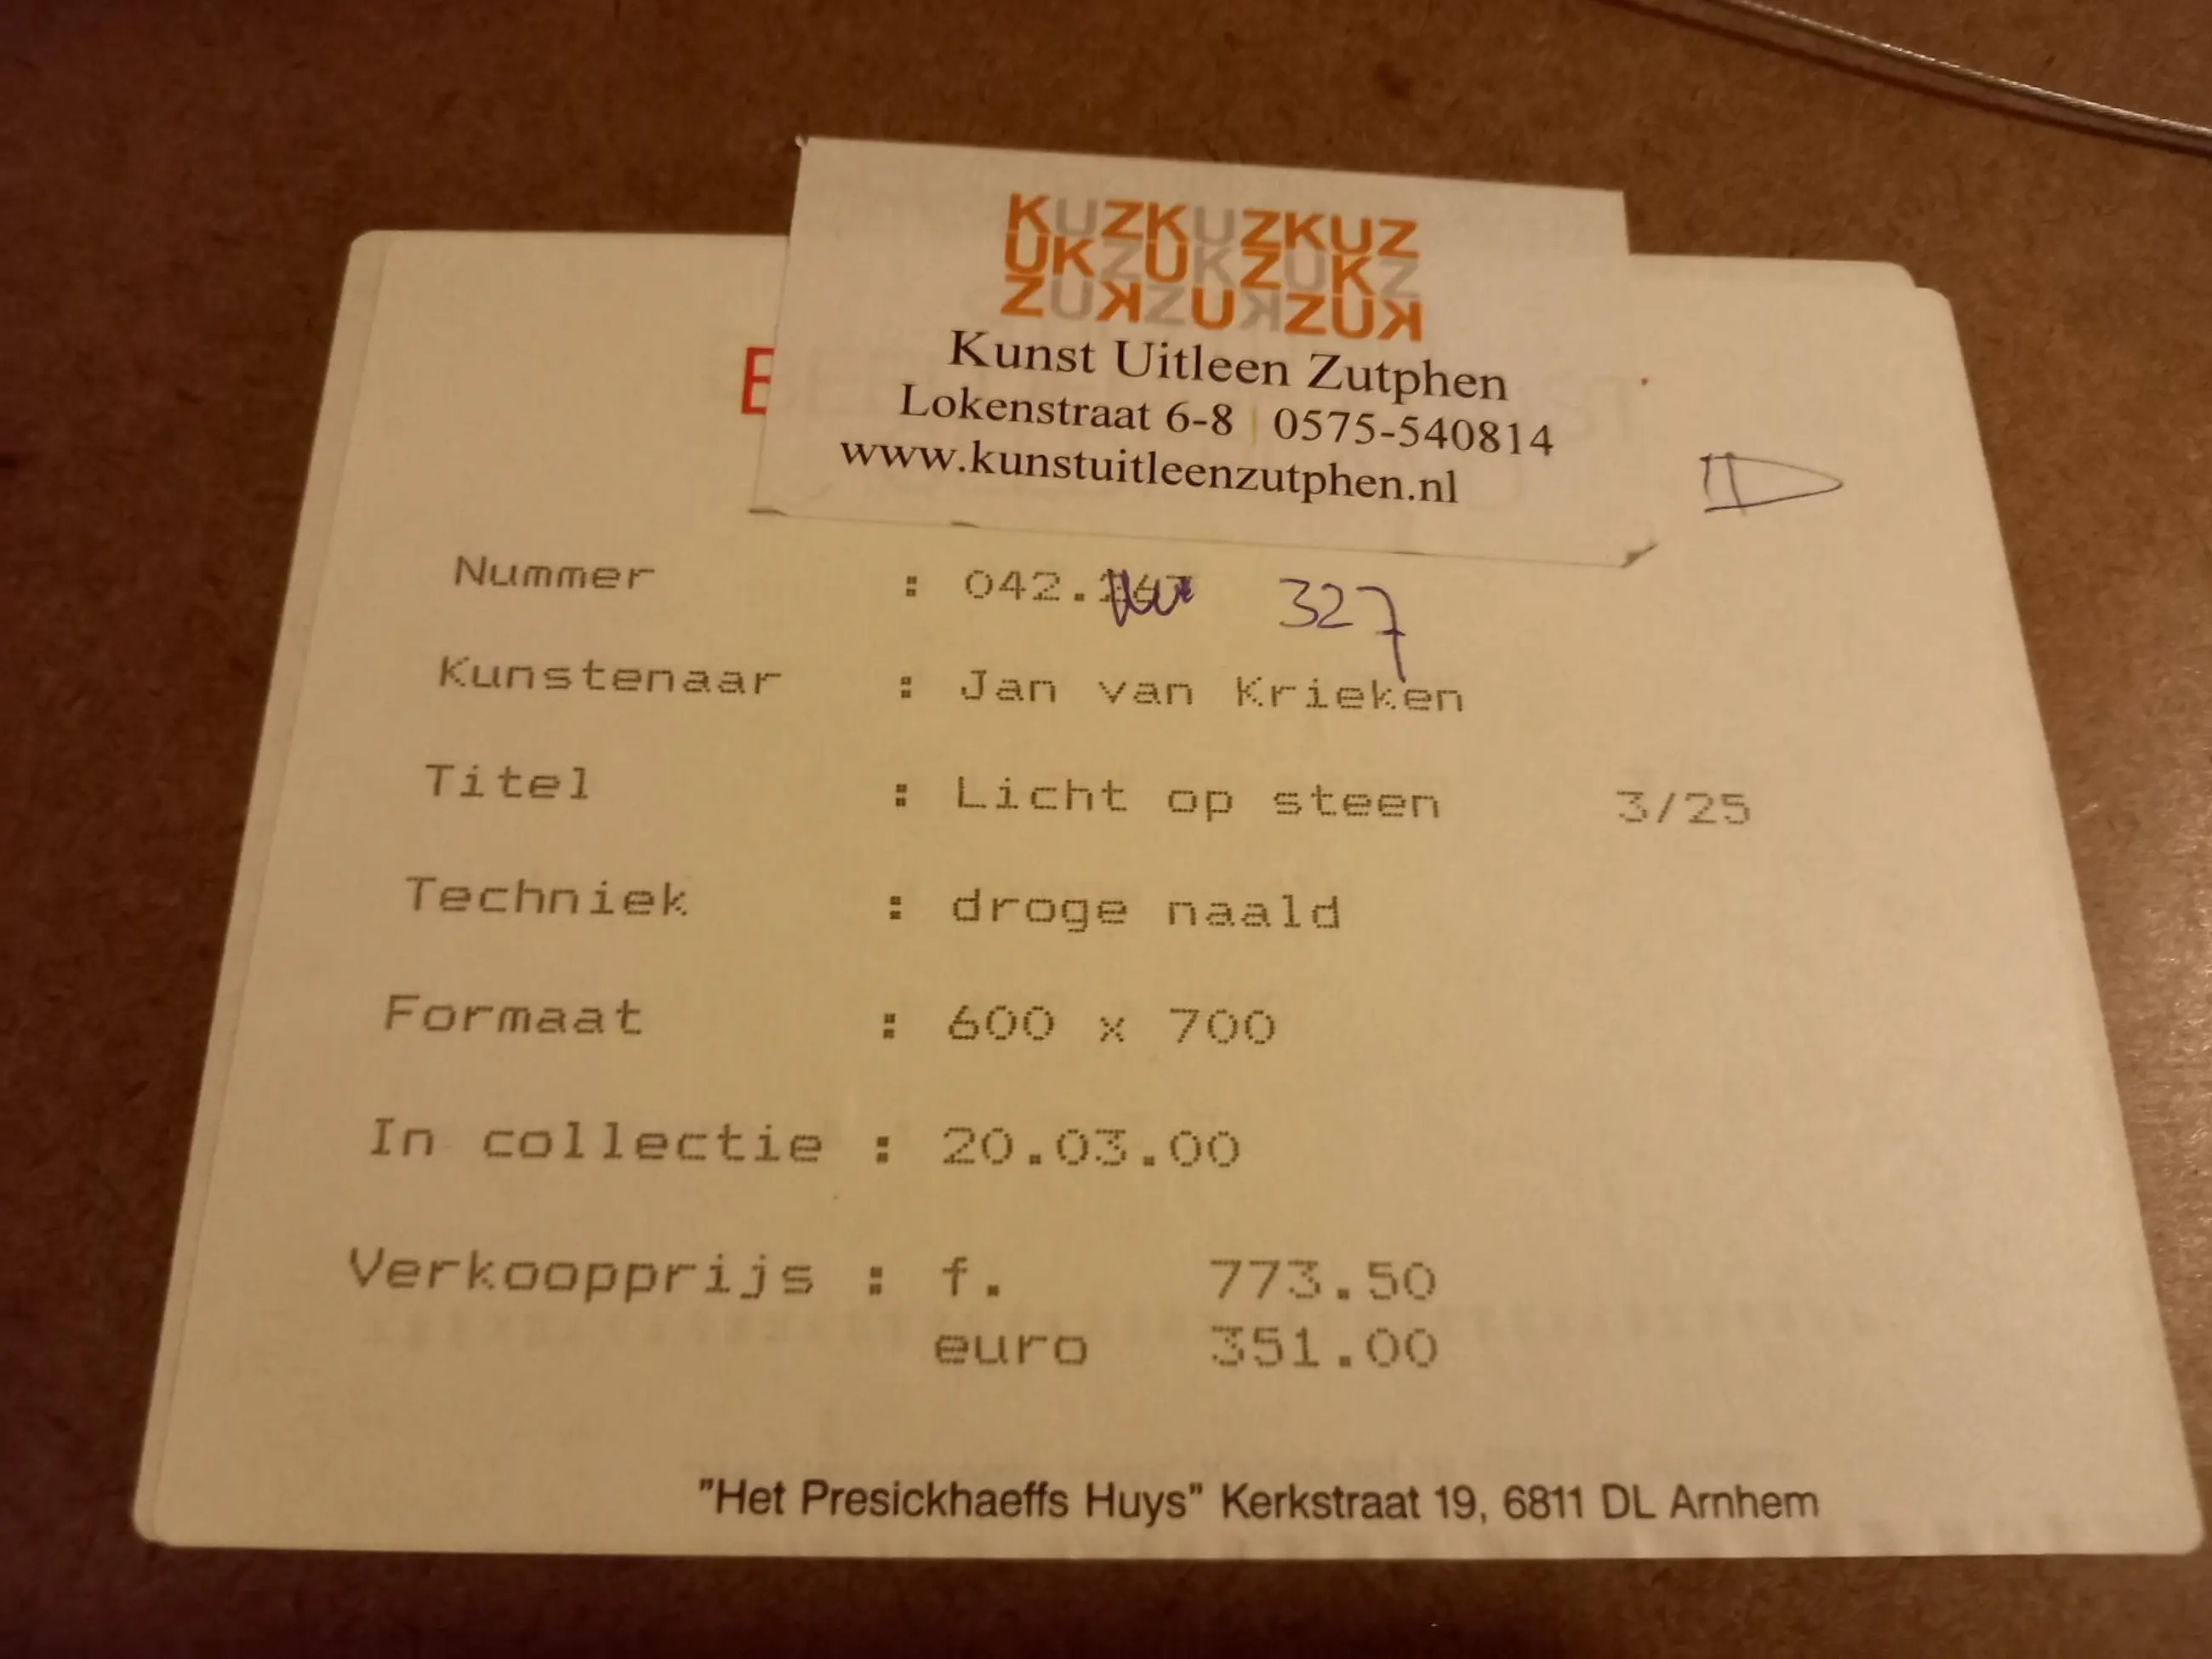 KUZKUZKUZ
UKZUKZUKZ
ZUKZUKZUK
Kunst Uitleen Zutphen
Lokenstraat 6-8 | 0575-540814
www.kunstuitleenzutphen.nl
Nummer : 042. 327
Kunstenaar : Jan van Krieken
Titel : Licht op steen 3/25
Techniek : droge naald
Formaat : 600 x 700
In collectie : 20.03.00
Verkoopprijs : f. 773.50
euro 351.00
"Het Presickhaeffs Huys" Kerkstraat 19, 6811 DL Arnhem